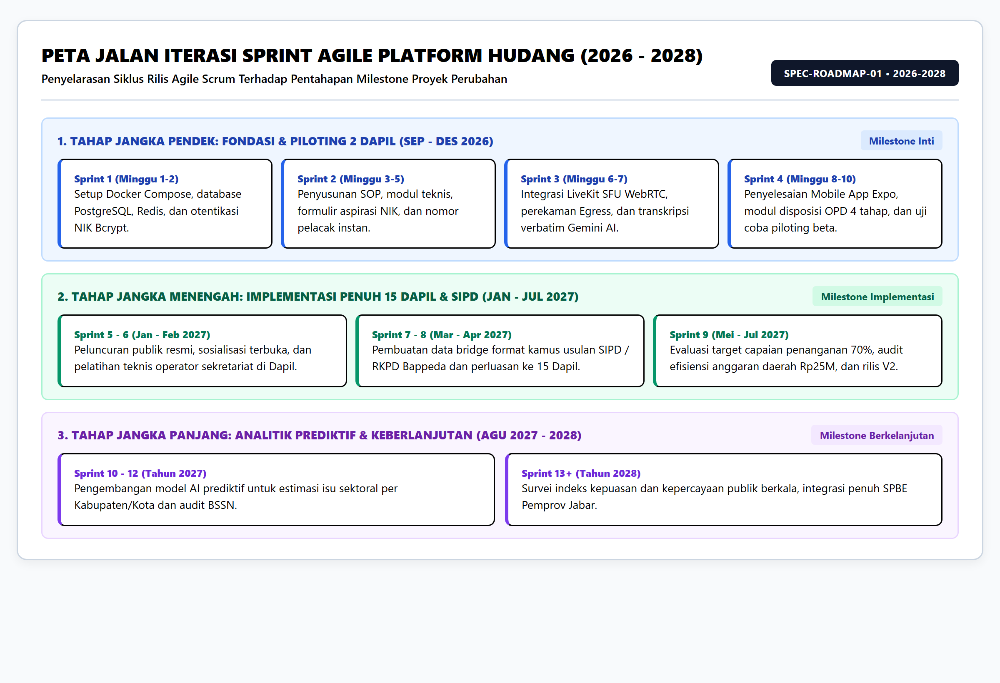 PETA JALAN ITERASI SPRINT AGILE PLATFORM HUDANG (2026 - 2028)
Penyelarasan Siklus Rilis Agile Scrum Terhadap Pentahapan Milestone Proyek Perubahan
SPEC-ROADMAP-01 • 2026-2028
1. TAHAP JANGKA PENDEK: FONDASI & PILOTING 2 DAPIL (SEP - DES 2026)
Milestone Inti
Sprint 1 (Minggu 1-2)
Setup Docker Compose, database
PostgreSQL, Redis, dan otentikasi
NIK Bcrypt.
Sprint 2 (Minggu 3-5)
Penyusunan SOP, modul teknis,
formulir aspirasi NIK, dan nomor
pelacak instan.
Sprint 3 (Minggu 6-7)
Integrasi LiveKit SFU WebRTC,
perekaman Egress, dan transkripsi
verbatim Gemini AI.
Sprint 4 (Minggu 8-10)
Penyelesaian Mobile App Expo,
modul disposisi OPD 4 tahap, dan uji
coba piloting beta.
2. TAHAP JANGKA MENENGAH: IMPLEMENTASI PENUH 15 DAPIL & SIPD (JAN - JUL 2027)
Milestone Implementasi
Sprint 5 - 6 (Jan - Feb 2027)
Peluncuran publik resmi, sosialisasi terbuka, dan
pelatihan teknis operator sekretariat di Dapil.
Sprint 7 - 8 (Mar - Apr 2027)
Pembuatan data bridge format kamus usulan SIPD /
RKPD Bappeda dan perluasan ke 15 Dapil.
Sprint 9 (Mei - Jul 2027)
Evaluasi target capaian penanganan 70%, audit
efisiensi anggaran daerah Rp25M, dan rilis V2.
3. TAHAP JANGKA PANJANG: ANALITIK PREDIKTIF & KEBERLANJUTAN (AGU 2027 - 2028)
Milestone Berkelanjutan
Sprint 10 - 12 (Tahun 2027)
Pengembangan model AI prediktif untuk estimasi isu sektoral per
Kabupaten/Kota dan audit BSSN.
Sprint 13+ (Tahun 2028)
Survei indeks kepuasan dan kepercayaan publik berkala, integrasi penuh SPBE
Pemprov Jabar.